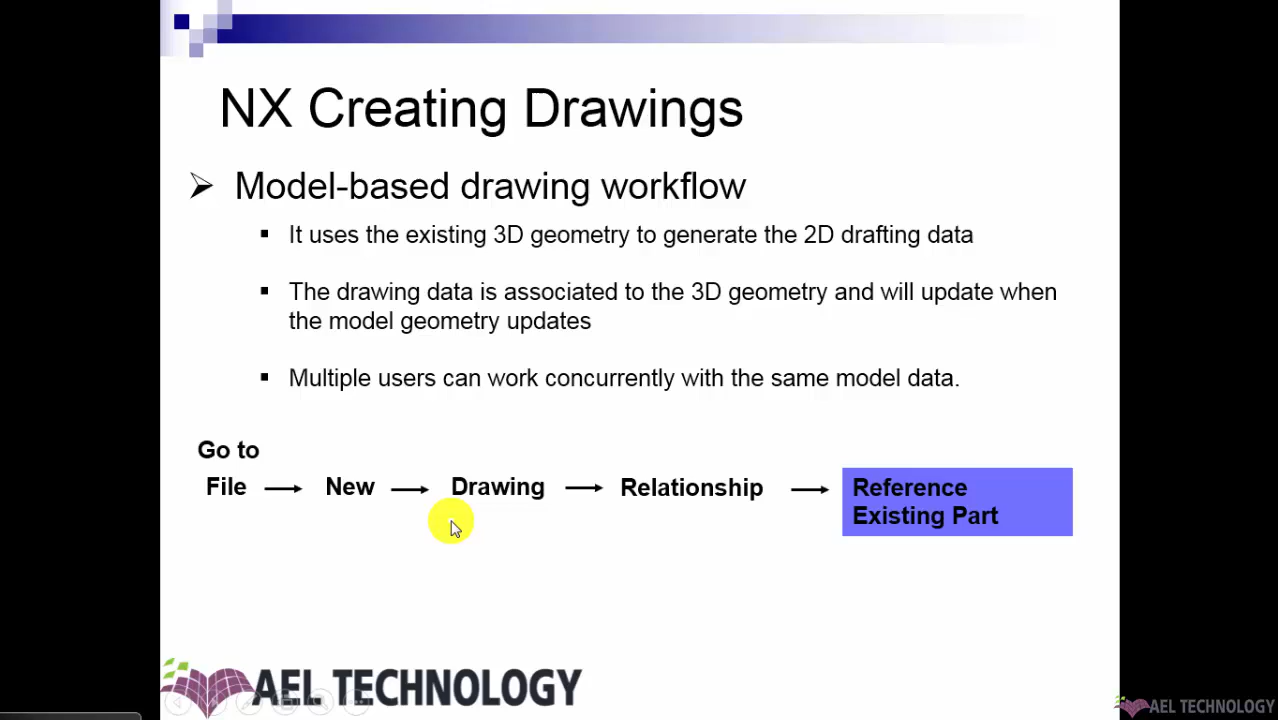 NX Creating Drawings
Model-based drawing workflow
It uses the existing 3D geometry to generate the 2D drafting data
The drawing data is associated to the 3D geometry and will update when
the model geometry updates
Multiple users can work concurrently with the same model data.
Go to
File → New → Drawing → Relationship → Reference
Existing Part
AEL TECHNOLOGY
AEL TECHNOLOGY